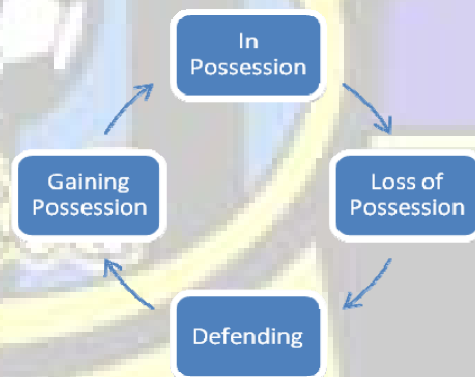 In
Possession
Gaining
Possession
Loss of
Possession
Defending